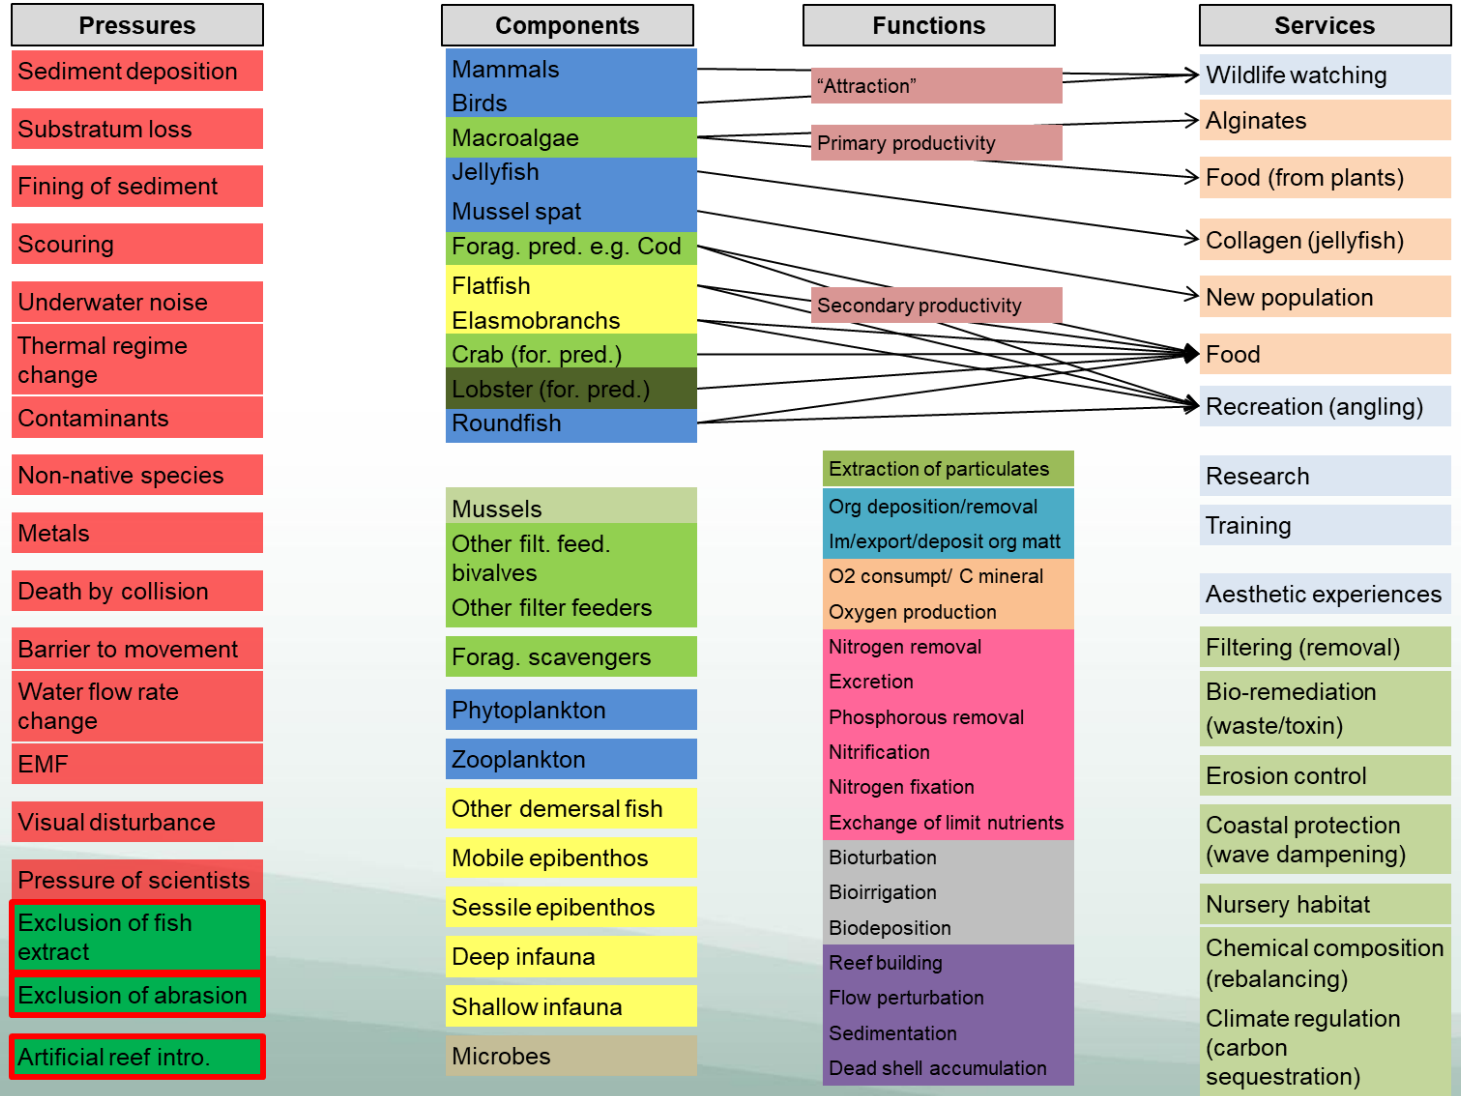 Pressures
Sediment deposition
Substratum loss
Fining of sediment
Scouring
Underwater noise
Thermal regime
change
Contaminants
Non-native species
Metals
Death by collision
Barrier to movement
Water flow rate
change
EMF
Visual disturbance
Pressure of scientists
Exclusion of fish
extract
Exclusion of abrasion
Artificial reef intro.
Components
Mammals
Birds
Macroalgae
Jellyfish
Mussel spat
Forag. pred. e.g. Cod
Flatfish
Elasmobranchs
Crab (for. pred.)
Lobster (for. pred.)
Roundfish
Mussels
Other filt. feed.
bivalves
Other filter feeders
Forag. scavengers
Phytoplankton
Zooplankton
Other demersal fish
Mobile epibenthos
Sessile epibenthos
Deep infauna
Shallow infauna
Microbes
Functions
“Attraction”
Primary productivity
Secondary productivity
Extraction of particulates
Org deposition/removal
Im/export/deposit org matt
O2 consumpt/ C mineral
Oxygen production
Nitrogen removal
Excretion
Phosphorous removal
Nitrification
Nitrogen fixation
Exchange of limit nutrients
Bioturbation
Bioirrigation
Biodeposition
Reef building
Flow perturbation
Sedimentation
Dead shell accumulation
Services
Wildlife watching
Alginates
Food (from plants)
Collagen (jellyfish)
New population
Food
Recreation (angling)
Research
Training
Aesthetic experiences
Filtering (removal)
Bio-remediation
(waste/toxin)
Erosion control
Coastal protection
(wave dampening)
Nursery habitat
Chemical composition
(rebalancing)
Climate regulation
(carbon
sequestration)